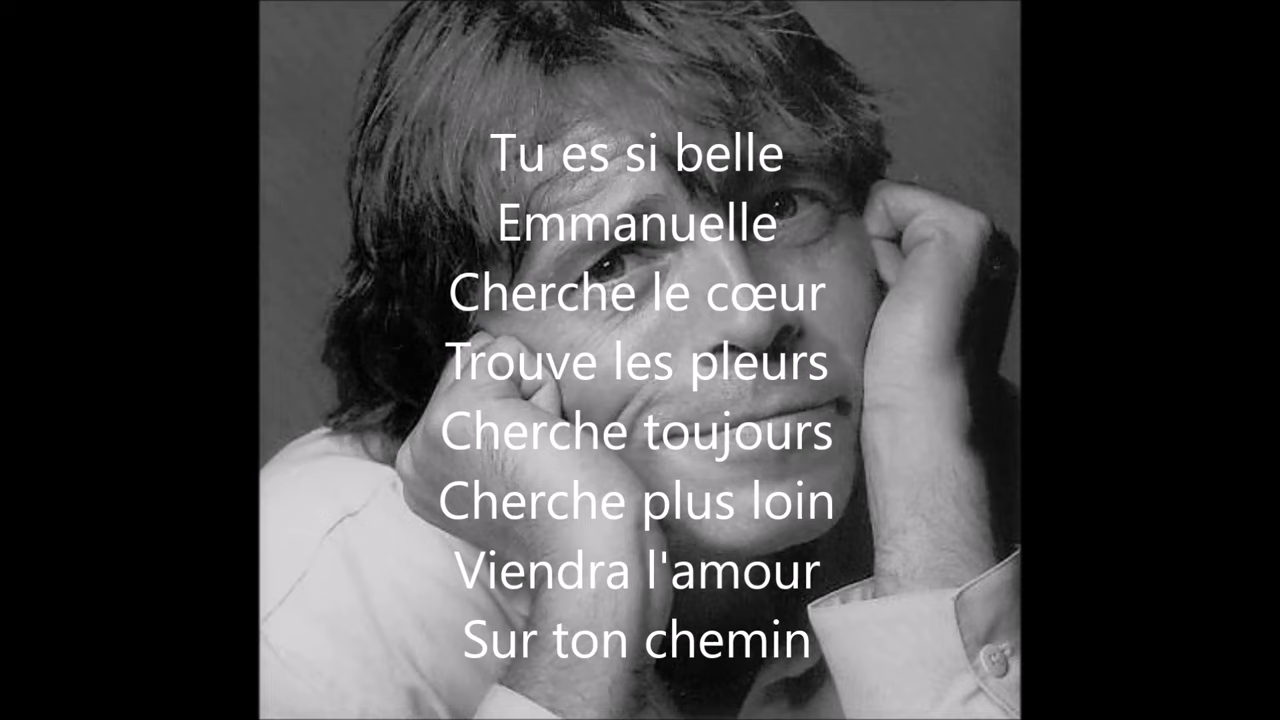 Tu es si belle
Emmanuelle
Cherche le cœur
Trouve les pleurs
Cherche toujours
Cherche plus loin
Viendra l'amour
Sur ton chemin